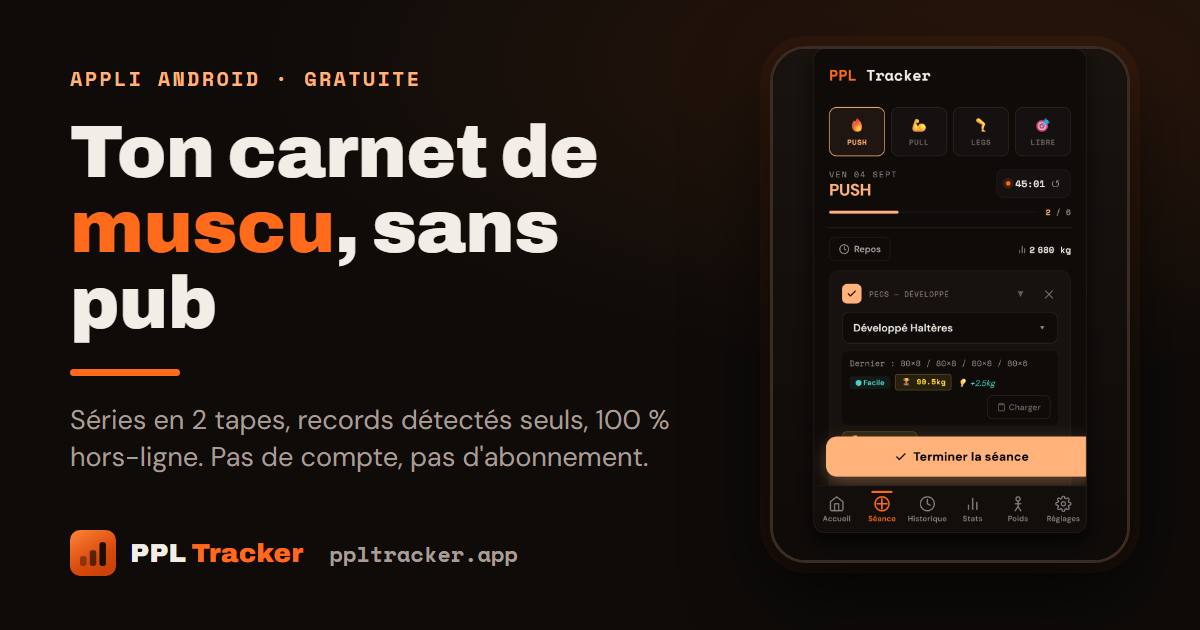 APPLI ANDROID · GRATUITE
Ton carnet de
muscu, sans
pub
Séries en 2 tapes, records détectés seuls, 100 %
hors-ligne. Pas de compte, pas d'abonnement.
PPL Tracker
ppltracker.app
PPL Tracker
PUSH PULL LEGS LIBRE
VEN 04 SEPT
PUSH
45:01
2 / 6
Repos
2 680 kg
PECS — DÉVELOPPÉ
Développé Haltères
Dernier : 80×8 / 80×8 / 80×8 / 80×6
Facile 90.5kg +2.5kg
Charger
Terminer la séance
Accueil Séance Historique Stats Poids Réglages